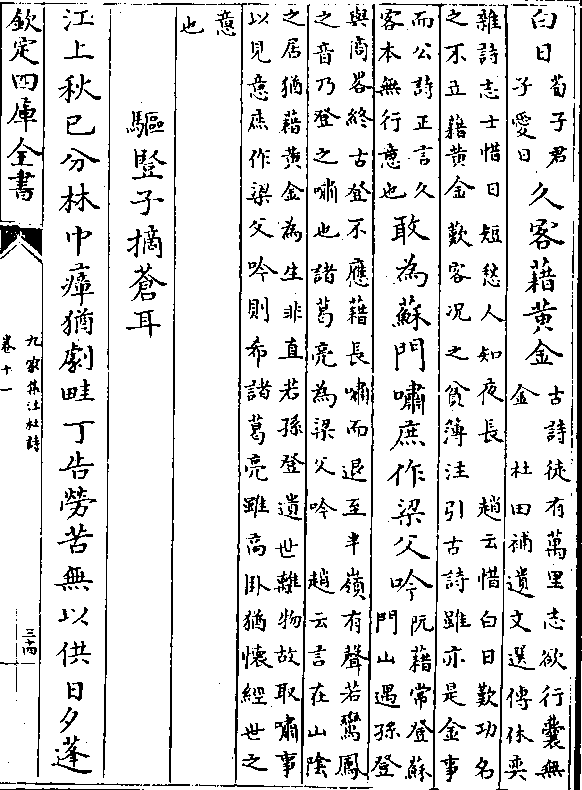 白日荀子君子愛日久客藉黄金古詩徒有萬里志欲行囊無金杜田補遺文選傅休奕
雜詩志士惜日短愁人知夜長趙云惜白日歎功名
之不立藉黄金歎客况之貧薄注引古詩雖亦是金事
而公詩正言久客本無行意也敢為蘇門嘯庶作梁父吟阮籍常登蘇門山遇孫登
與商畧終古登不應藉長嘯而退至半嶺有聲若鸞鳳
之音乃登之嘯也諸葛亮為梁父吟趙云言在山陰
之居猶藉黄金為生非直若孫登遺世離物故取嘯事
以見意庶作梁父吟則希諸葛亮雖高卧猶懷經世之
意也
驅豎子摘蒼耳
江上秋已分林中瘴猶劇畦丁告勞苦無以供日夕蓬
欽定四庫全書
九家集注杜詩
卷十一
三十四